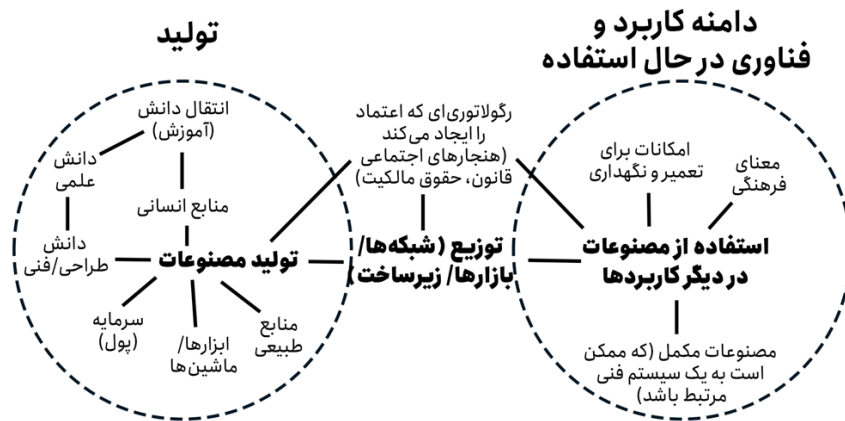 دامنه کاربرد و
فناوری در حال استفاده
تولید
معنای
فرهنگی
امکانات برای
تعمیر و نگهداری
استفاده از مصنوعات
در دیگر کاربردها
مصنوعات مکمل (که ممکن
است به یک سیستم فنی
مرتبط باشد)
رگولاتوری‌ای که اعتماد
را ایجاد می‌کند
(هنجارهای اجتماعی
قانون، حقوق مالکیت)
توزیع (شبکه‌ها/
بازارها/ زیرساخت)
انتقال دانش
(آموزش)
دانش
علمی
منابع انسانی
دانش
طراحی/فنی
تولید مصنوعات
منابع
طبیعی
ابزارها/
ماشین‌ها
سرمایه
(پول)